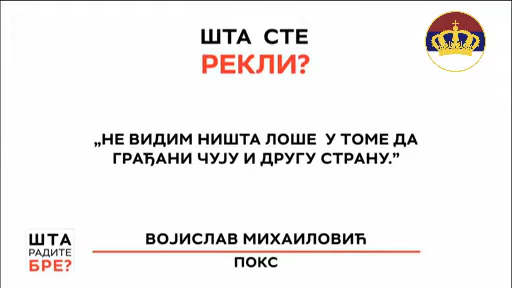 ШТА СТЕ
РЕКЛИ?
„НЕ ВИДИМ НИШТА ЛОШЕ У ТОМЕ ДА
ГРАЂАНИ ЧУЈУ И ДРУГУ СТРАНУ.”
ШТА
РАДИТЕ
БРЕ?
ВОЈИСЛАВ МИХАИЛОВИЋ
ПОКС